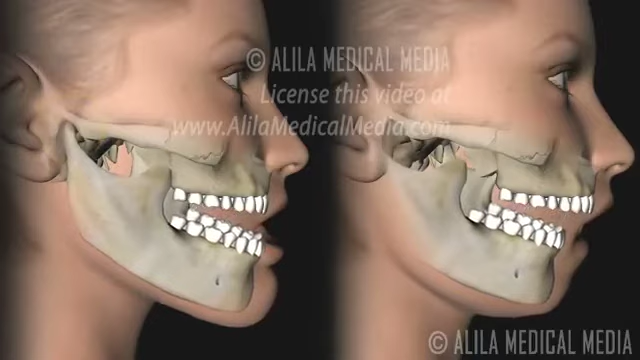 © ALILA MEDICAL MEDIA
License this video at
www.AlilaMedicalMedia.com
© ALILA MEDICAL MEDIA